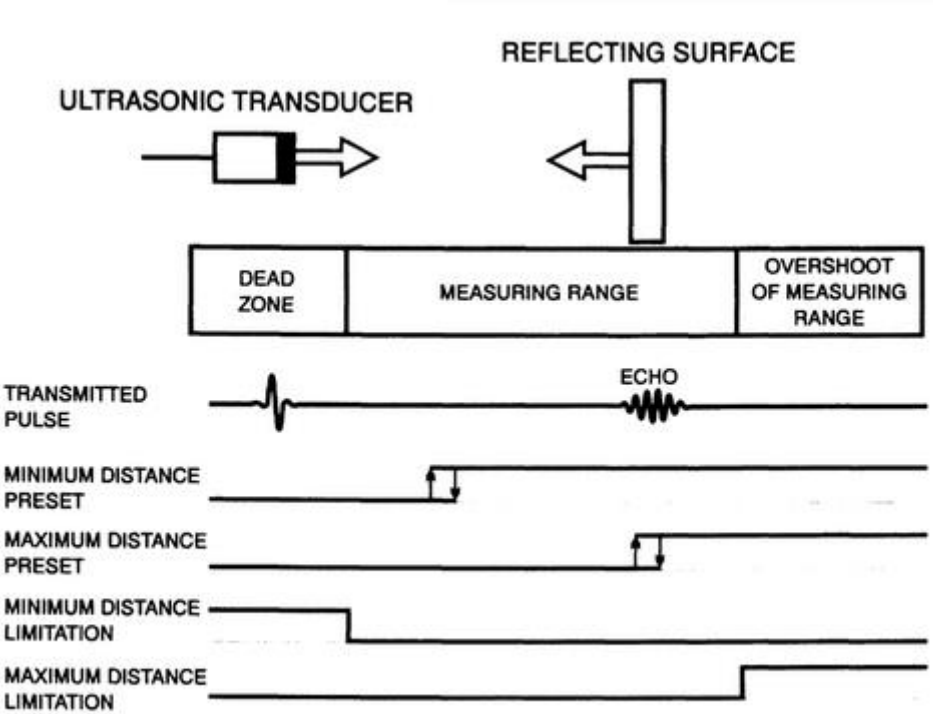 REFLECTING SURFACE
ULTRASONIC TRANSDUCER
DEAD
ZONE
MEASURING RANGE
OVERSHOOT
OF MEASURING
RANGE
TRANSMITTED
PULSE
ECHO
MINIMUM DISTANCE
PRESET
MAXIMUM DISTANCE
PRESET
MINIMUM DISTANCE
LIMITATION
MAXIMUM DISTANCE
LIMITATION